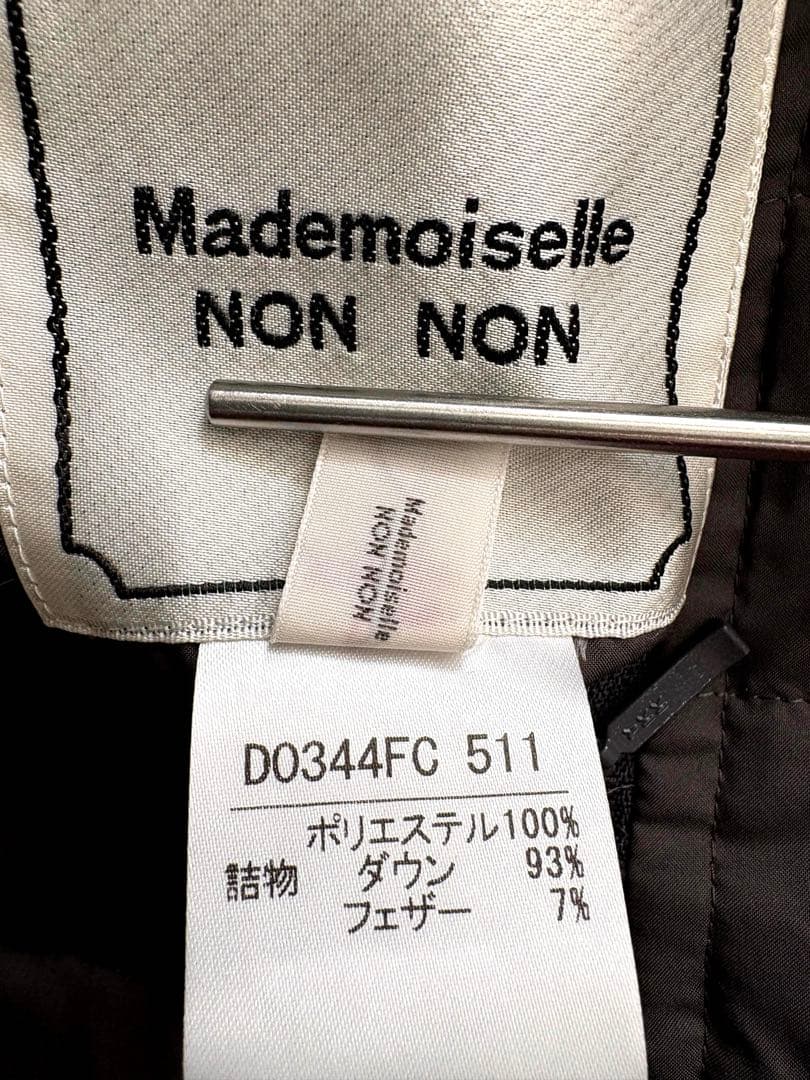 Mademoiselle
NON NON
Mademoiselle
NON NON
D0344FC 511
ポリエステル100%
詰物 ダウン 93%
フェザー 7%